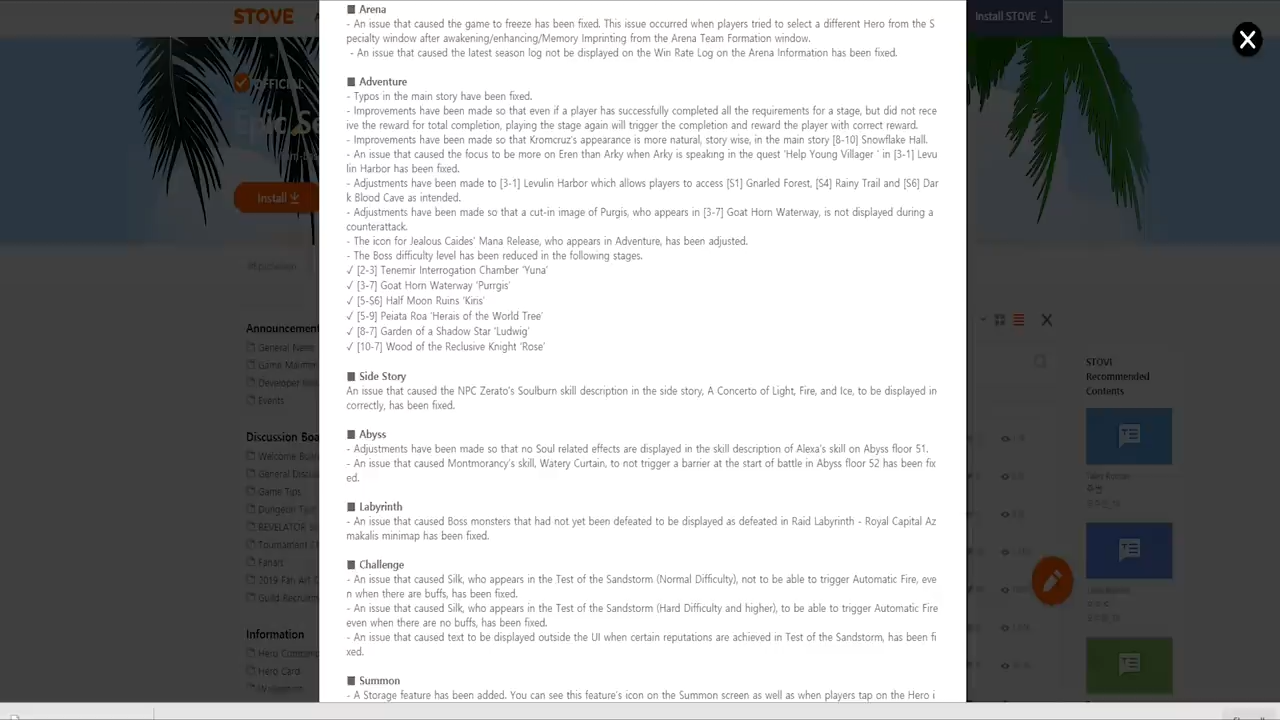 STOVE
Install STOVE
OFFICIAL
Epic Se
Install
Announcement
General News
Developer
Events
Discussion Boa
General Discus
Game Tips
Tournament
Fanart
2019 Fan Art C
Guild Recruitm
Information
Hero Card
■ Arena
- An issue that caused the game to freeze has been fixed. This issue occurred when players tried to select a different Hero from the S
pecialty window after awakening/enhancing/Memory Imprinting from the Arena Team Formation window.
- An issue that caused the latest season log not be displayed on the Win Rate Log on the Arena Information has been fixed.
■ Adventure
- Typos in the main story have been fixed.
- Improvements have been made so that even if a player has successfully completed all the requirements for a stage, but did not rece
ive the reward for total completion, playing the stage again will trigger the completion and reward the player with correct reward.
- Improvements have been made so that Kromcruz's appearance is more natural, story wise, in the main story [8-10] Snowflake Hall.
- An issue that caused the focus to be more on Eren than Arky when Arky is speaking in the quest 'Help Young Villager ' in [3-1] Levu
lin Harbor has been fixed.
- Adjustments have been made to [3-1] Levulin Harbor which allows players to access [S1] Gnarled Forest, [S4] Rainy Trail and [S6] Dar
k Blood Cave as intended.
- Adjustments have been made so that a cut-in image of Purgis, who appears in [3-7] Goat Horn Waterway, is not displayed during a
counterattack.
- The icon for Jealous Caides' Mana Release, who appears in Adventure, has been adjusted.
- The Boss difficulty level has been reduced in the following stages.
√ [2-3] Tenemir Interrogation Chamber 'Yuna'
√ [3-7] Goat Horn Waterway 'Purrgis'
√ [5-S6] Half Moon Ruins 'Kiris'
√ [5-9] Peiata Roa 'Herais of the World Tree'
√ [8-7] Garden of a Shadow Star 'Ludwig'
√ [10-7] Wood of the Reclusive Knight 'Rose'
■ Side Story
An issue that caused the NPC Zerato's Soulburn skill description in the side story, A Concerto of Light, Fire, and Ice, to be displayed in
correctly, has been fixed.
■ Abyss
- Adjustments have been made so that no Soul related effects are displayed in the skill description of Alexa's skill on Abyss floor 51.
- An issue that caused Montmorancy's skill, Watery Curtain, to not trigger a barrier at the start of battle in Abyss floor 52 has been fix
ed.
■ Labyrinth
- An issue that caused Boss monsters that had not yet been defeated to be displayed as defeated in Raid Labyrinth - Royal Capital Az
makalis minimap has been fixed.
■ Challenge
- An issue that caused Silk, who appears in the Test of the Sandstorm (Normal Difficulty), not to be able to trigger Automatic Fire, eve
n when there are buffs, has been fixed.
- An issue that caused Silk, who appears in the Test of the Sandstorm (Hard Difficulty and higher), to be able to trigger Automatic Fire
even when there are no buffs, has been fixed.
- An issue that caused text to be displayed outside the UI when certain reputations are achieved in Test of the Sandstorm, has been fi
xed.
■ Summon
- A Storage feature has been added. You can see this feature's icon on the Summon screen as well as when players tap on the Hero i
STOVE
Recommended
Contents